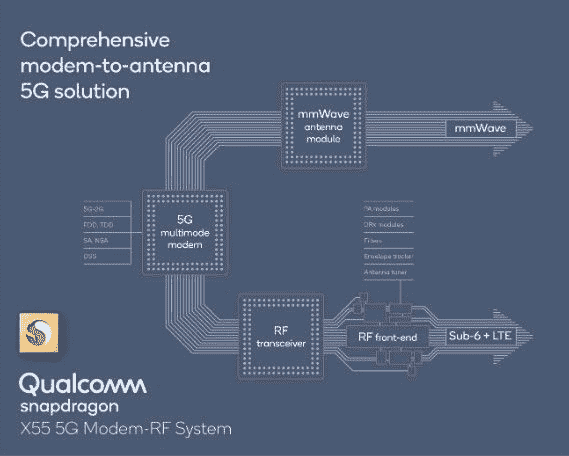 Comprehensive
modem-to-antenna
5G solution
mmWave
antenna
module
mmWave
5G
multimode
modem
5G-2G
FDD, TDD
SA, NSA
DSS
PA modules
DRx modules
Filters
Envelope tracker
Antenna tuner
RF
transceiver
RF front-end
Sub-6 + LTE
Qualcomm
snapdragon
X55 5G Modem-RF System